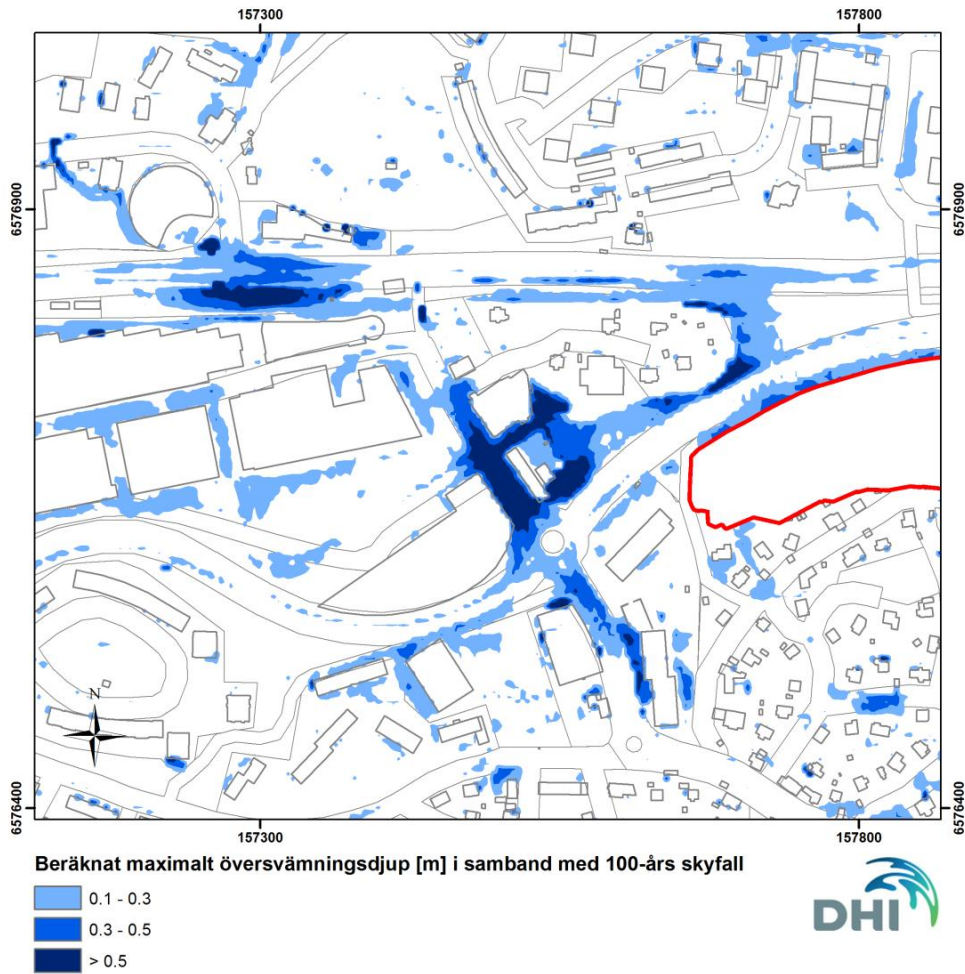 157300 157800
6576900 6576900
N
6576400 6576400
157300 157800
Beräknat maximalt översvämningsdjup [m] i samband med 100-års skyfall
0.1 - 0.3
0.3 - 0.5
> 0.5
DHI